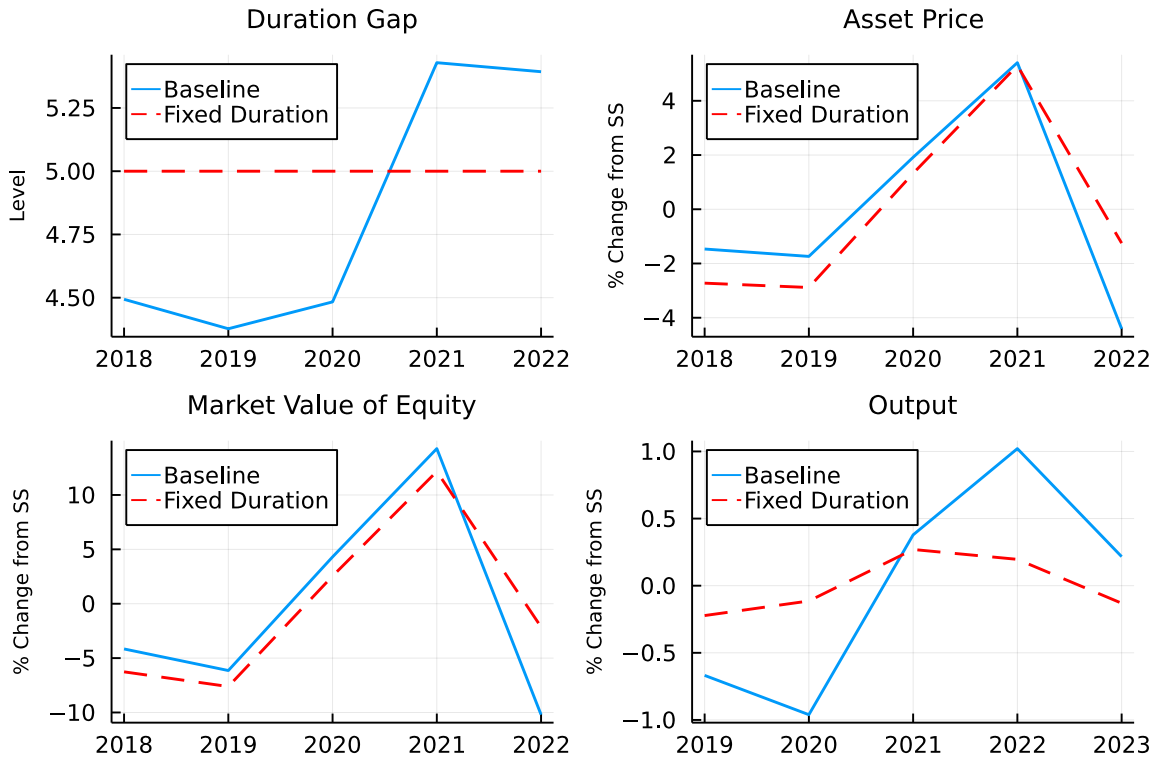 Duration Gap
Level
5.25
5.00
4.75
4.50
Baseline
Fixed Duration
2018 2019 2020 2021 2022
Asset Price
% Change from SS
4
2
0
−2
−4
Baseline
Fixed Duration
2018 2019 2020 2021 2022
Market Value of Equity
% Change from SS
10
5
0
−5
−10
Baseline
Fixed Duration
2018 2019 2020 2021 2022
Output
% Change from SS
1.0
0.5
0.0
−0.5
−1.0
Baseline
Fixed Duration
2019 2020 2021 2022 2023